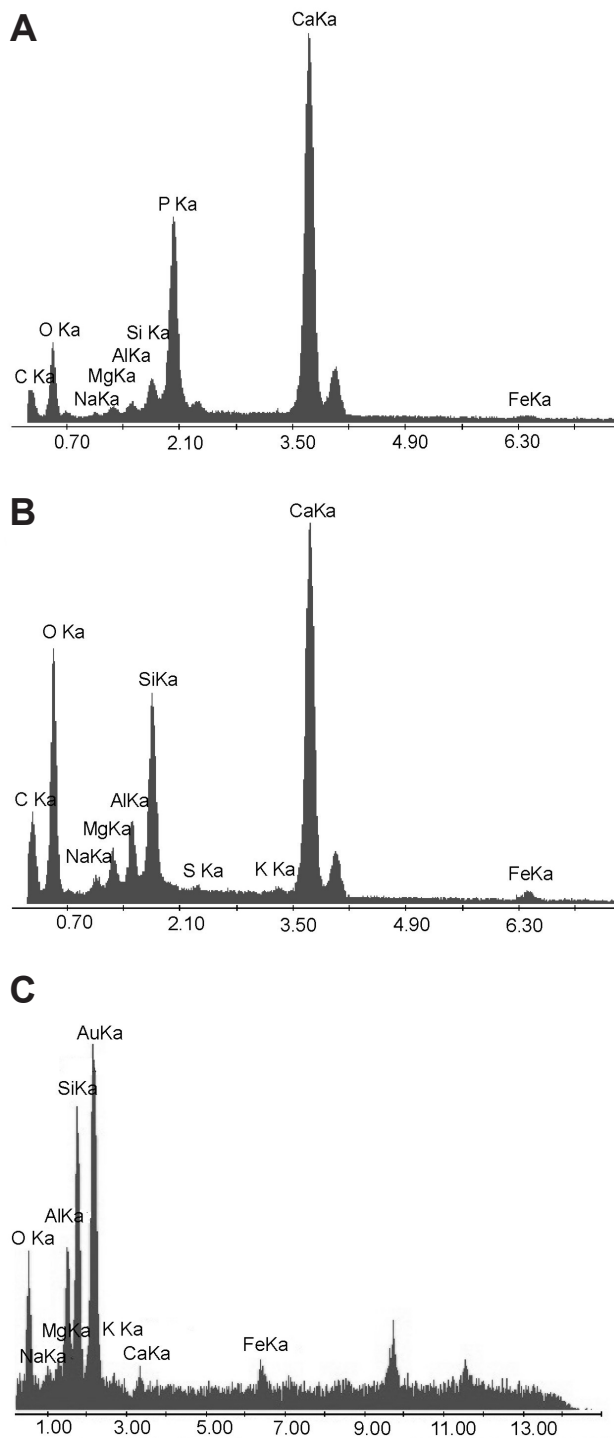 A
CaKa
P Ka
O Ka
Si Ka
AlKa
C Ka
MgKa
NaKa
FeKa
0.70 2.10 3.50 4.90 6.30
B
CaKa
O Ka
SiKa
C Ka
AlKa
MgKa
NaKa
S Ka
K Ka
FeKa
0.70 2.10 3.50 4.90 6.30
C
AuKa
SiKa
AlKa
O Ka
MgKa
K Ka
NaKa
CaKa
FeKa
1.00 3.00 5.00 7.00 9.00 11.00 13.00